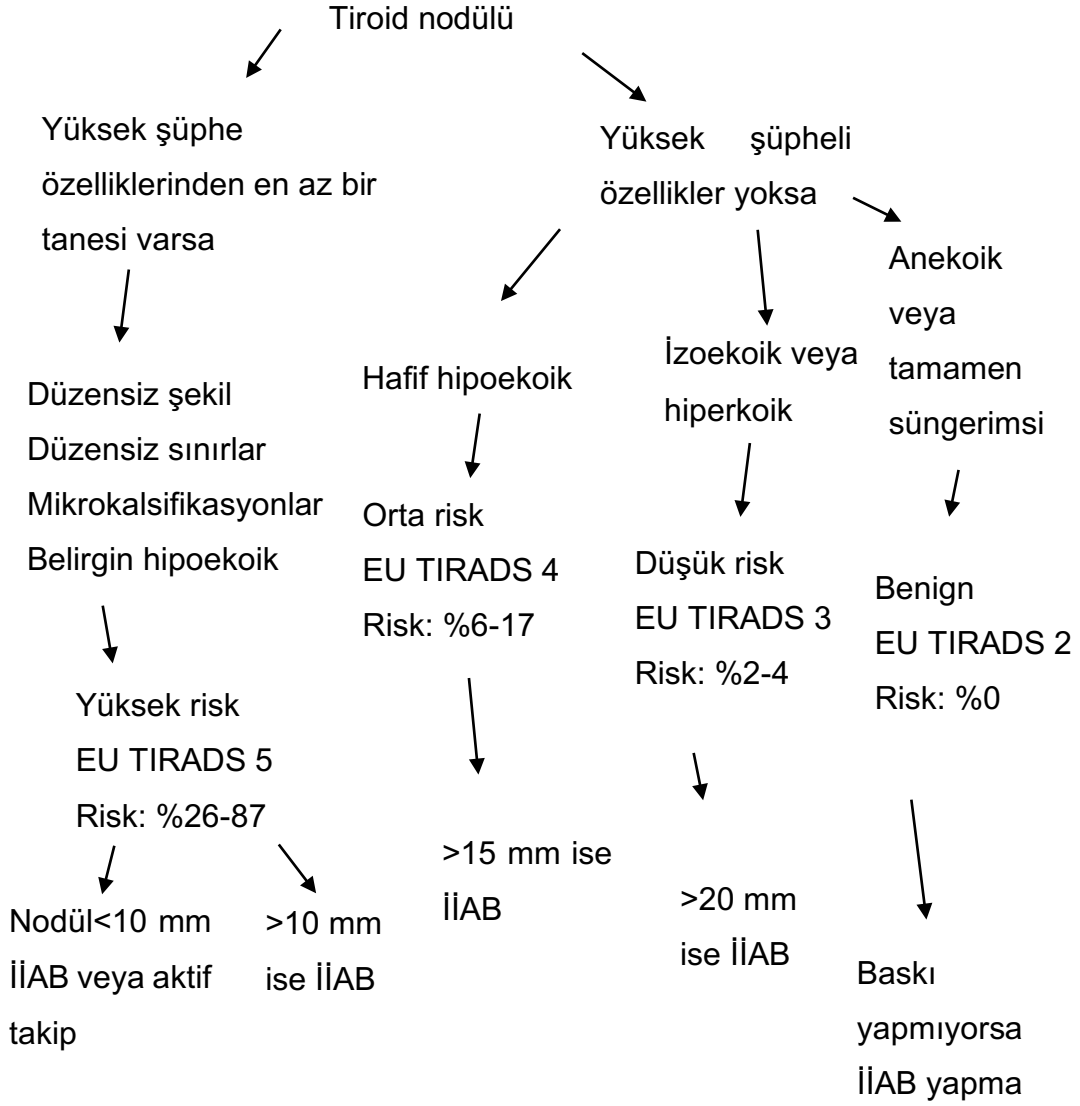 Tiroid nodülü
Yüksek şüphe
özelliklerinden en az bir
tanesi varsa
Yüksek şüpheli
özellikler yoksa
Düzensiz şekil
Düzensiz sınırlar
Mikrokalsifikasyonlar
Belirgin hipoekoik
Hafif hipoekoik
İzoekoik veya
hiperkoik
Anekoik
veya
tamamen
süngerimsi
Yüksek risk
EU TIRADS 5
Risk: %26-87
Orta risk
EU TIRADS 4
Risk: %6-17
Düşük risk
EU TIRADS 3
Risk: %2-4
Benign
EU TIRADS 2
Risk: %0
Nodül<10 mm
İİAB veya aktif
takip
>10 mm
ise İİAB
>15 mm ise
İİAB
>20 mm
ise İİAB
Baskı
yapmıyorsa
İİAB yapma